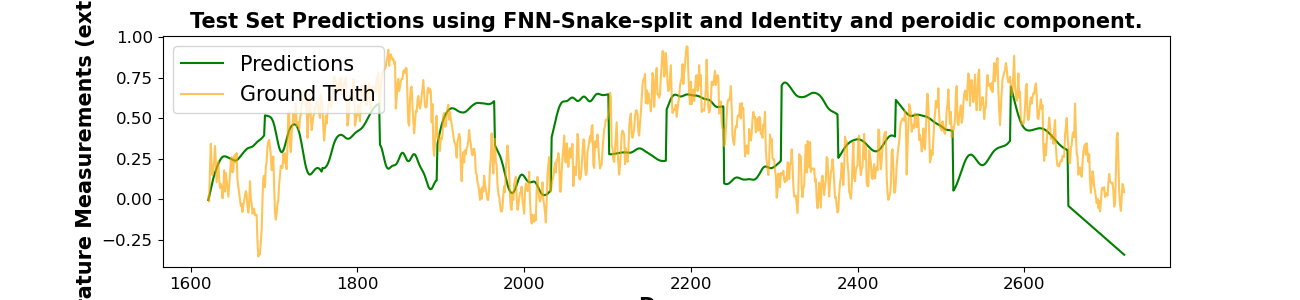 Test Set Predictions using FNN-Snake-split and Identity and peroidic component.
rature Measurements (ext
1.00
0.75
0.50
0.25
0.00
−0.25
Predictions
Ground Truth
1600 1800 2000 2200 2400 2600